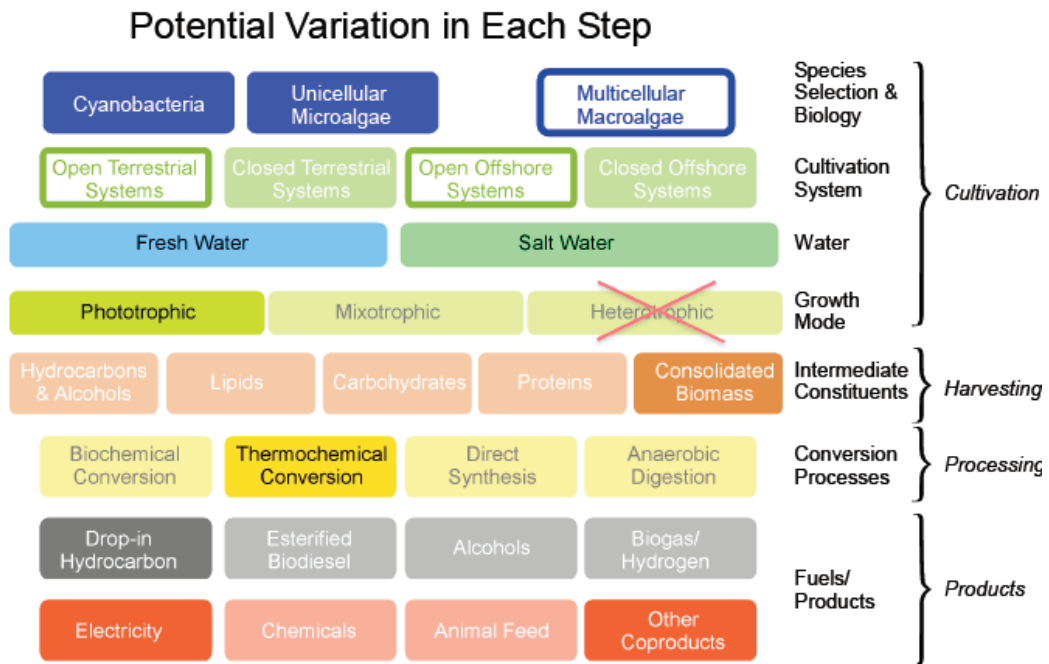 Potential Variation in Each Step
Cyanobacteria
Unicellular
Microalgae
Multicellular
Macroalgae
Species
Selection &
Biology
Open Terrestrial
Systems
Closed Terrestrial
Systems
Open Offshore
Systems
Closed Offshore
Systems
Cultivation
System
Cultivation
Fresh Water
Salt Water
Water
Phototrophic
Mixotrophic
Heterotrophic
Growth
Mode
Hydrocarbons
& Alcohols
Lipids
Carbohydrates
Proteins
Consolidated
Biomass
Intermediate
Constituents
Harvesting
Biochemical
Conversion
Thermochemical
Conversion
Direct
Synthesis
Anaerobic
Digestion
Conversion
Processes
Processing
Drop-in
Hydrocarbon
Esterified
Biodiesel
Alcohols
Biogas/
Hydrogen
Fuels/
Products
Products
Electricity
Chemicals
Animal Feed
Other
Coproducts